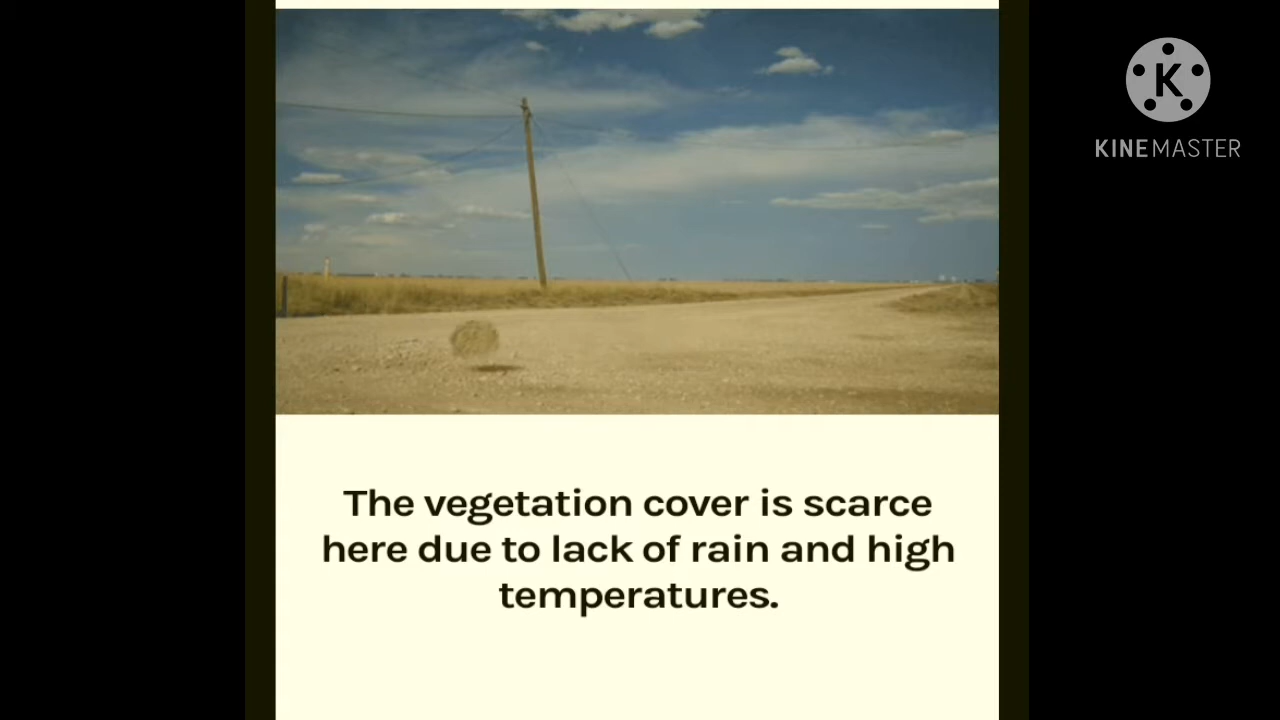 K
KINEMASTER
The vegetation cover is scarce
here due to lack of rain and high
temperatures.